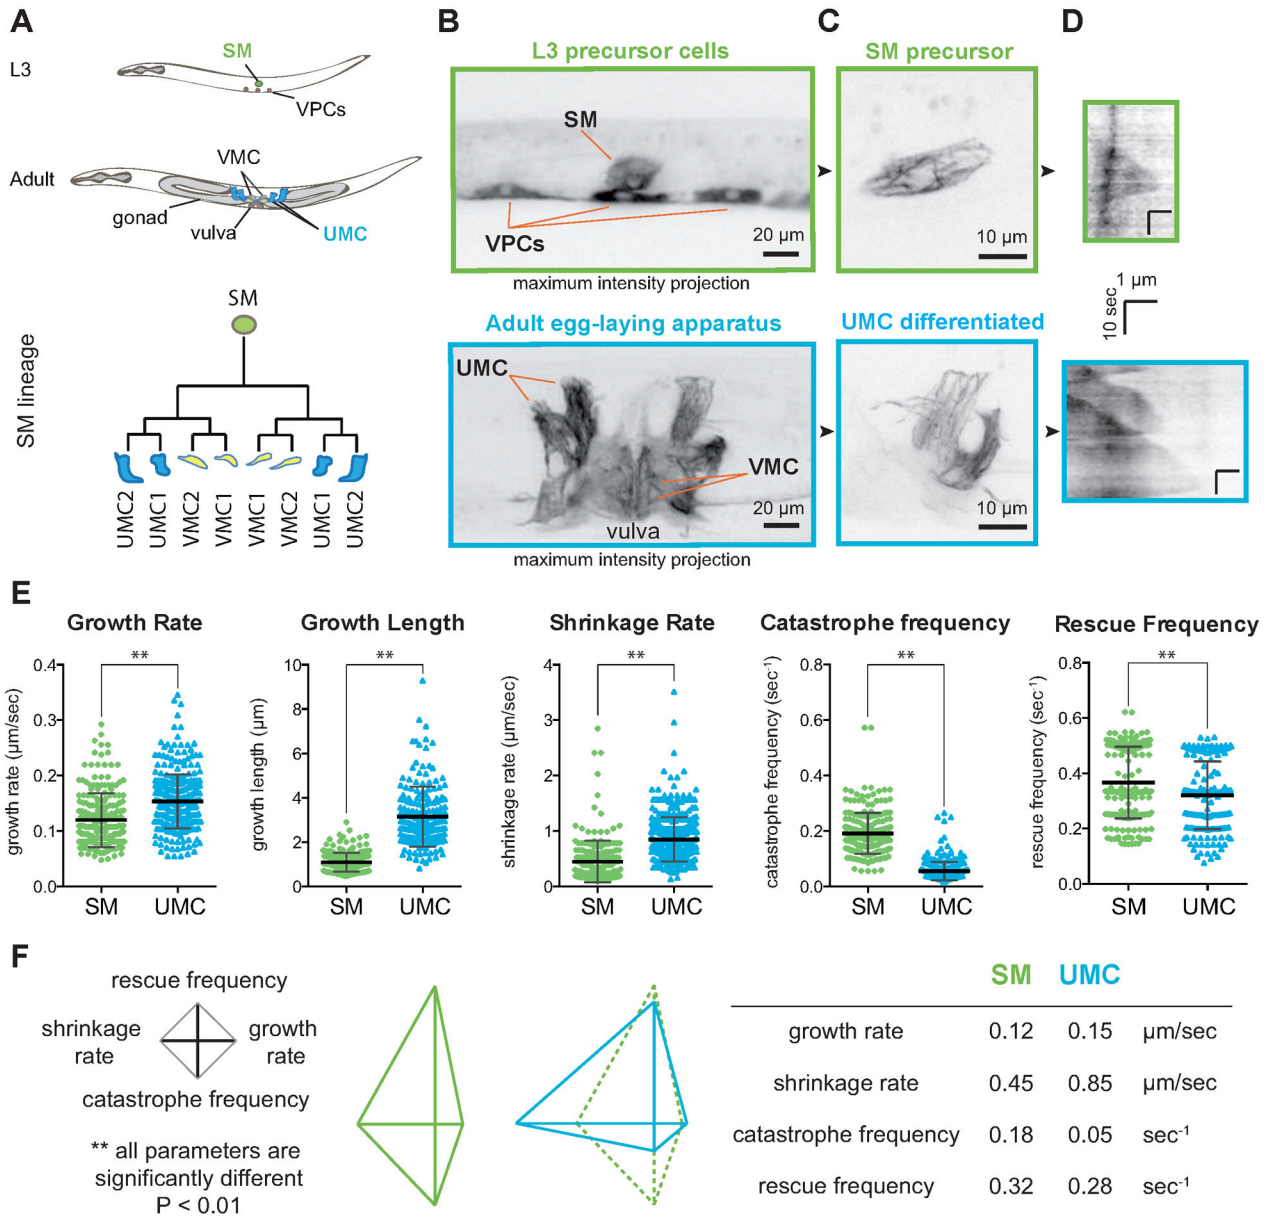 A
L3
SM
VPCs
Adult
VMC
gonad
vulva
UMC
SM lineage
SM
UMC2
UMC1
VMC2
VMC1
VMC1
VMC2
UMC1
UMC2
B
L3 precursor cells
SM
VPCs
20 µm
maximum intensity projection
Adult egg-laying apparatus
UMC
VMC
vulva
20 µm
maximum intensity projection
C
SM precursor
10 µm
UMC differentiated
10 µm
D
1 µm
10 sec
E
Growth Rate
growth rate (µm/sec)
0.4
0.3
0.2
0.1
0.0
**
SM UMC
Growth Length
growth length (µm)
10
8
6
4
2
0
**
SM UMC
Shrinkage Rate
shrinkage rate (µm/sec)
4
3
2
1
0
**
SM UMC
Catastrophe frequency
catastrophe frequency (sec-1)
0.8
0.6
0.4
0.2
0.0
**
SM UMC
Rescue Frequency
rescue frequency (sec-1)
0.8
0.6
0.4
0.2
0.0
**
SM UMC
F
rescue frequency
shrinkage
rate
growth
rate
catastrophe frequency
** all parameters are
significantly different
P < 0.01
SM UMC
growth rate 0.12 0.15 µm/sec
shrinkage rate 0.45 0.85 µm/sec
catastrophe frequency 0.18 0.05 sec-1
rescue frequency 0.32 0.28 sec-1